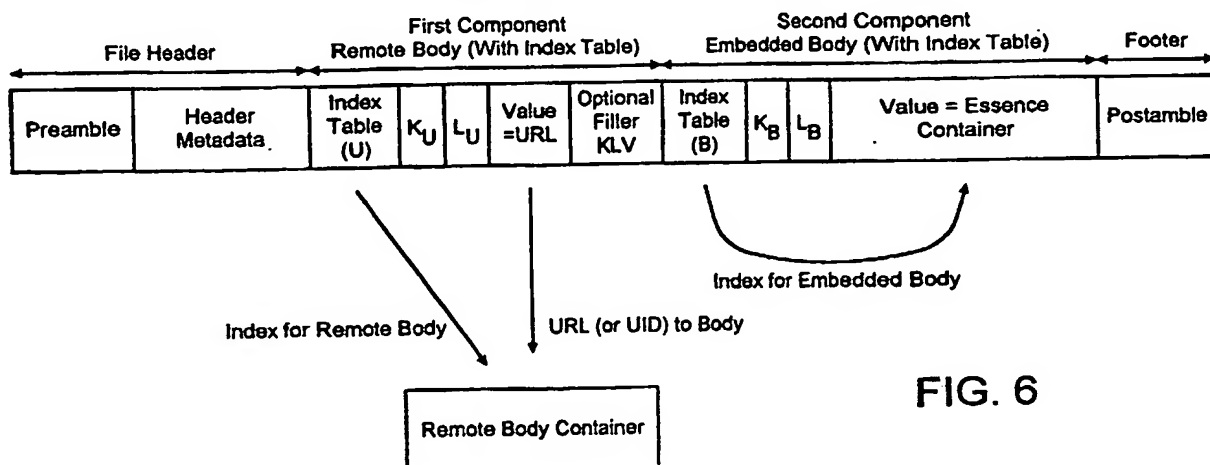 File Header
First Component
Remote Body (With Index Table)
Second Component
Embedded Body (With Index Table)
Footer
Preamble
Header
Metadata
Index
Table
(U)
KU
LU
Value
=URL
Optional
Filler
KLV
Index
Table
(B)
KB
LB
Value = Essence
Container
Postamble
Index for Embedded Body
Index for Remote Body
URL (or UID) to Body
Remote Body Container
FIG. 6